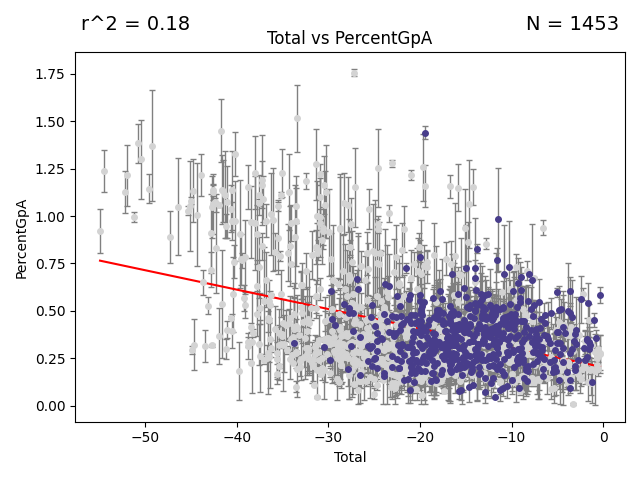 r^2 = 0.18
N = 1453
Total vs PercentGpA
PercentGpA
1.75
1.50
1.25
1.00
0.75
0.50
0.25
0.00
−50
−40
−30
−20
−10
0
Total